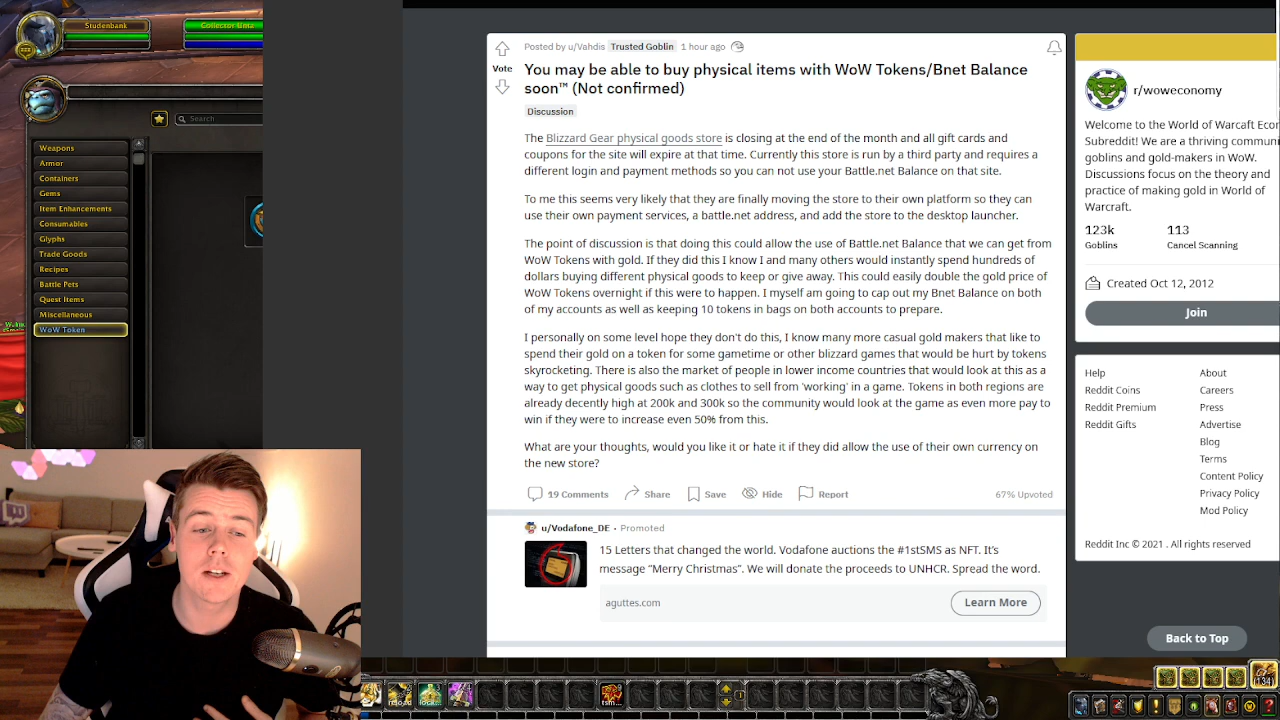 Studenbank
Collector Unta
Search
Weapons
Armor
Containers
Gems
Item Enhancements
Consumables
Glyphs
Trade Goods
Recipes
Battle Pets
Quest Items
Miscellaneous
WoW Token
Vote
Posted by u/Vahdis Trusted Goblin 1 hour ago
You may be able to buy physical items with WoW Tokens/Bnet Balance
soon™ (Not confirmed)
Discussion
The Blizzard Gear physical goods store is closing at the end of the month and all gift cards and
coupons for the site will expire at that time. Currently this store is run by a third party and requires a
different login and payment methods so you can not use your Battle.net Balance on that site.
To me this seems very likely that they are finally moving the store to their own platform so they can
use their own payment services, a battle.net address, and add the store to the desktop launcher.
The point of discussion is that doing this could allow the use of Battle.net Balance that we can get from
WoW Tokens with gold. If they did this I know I and many others would instantly spend hundreds of
dollars buying different physical goods to keep or give away. This could easily double the gold price of
WoW Tokens overnight if this were to happen. I myself am going to cap out my Bnet Balance on both
of my accounts as well as keeping 10 tokens in bags on both accounts to prepare.
I personally on some level hope they don't do this, I know many more casual gold makers that like to
spend their gold on a token for some gametime or other blizzard games that would be hurt by tokens
skyrocketing. There is also the market of people in lower income countries that would look at this as a
way to get physical goods such as clothes to sell from 'working' in a game. Tokens in both regions are
already decently high at 200k and 300k so the community would look at the game as even more pay to
win if they were to increase even 50% from this.
What are your thoughts, would you like it or hate it if they did allow the use of their own currency on
the new store?
19 Comments Share Save Hide Report 67% Upvoted
u/Vodafone_DE • Promoted
15 Letters that changed the world. Vodafone auctions the #1stSMS as NFT. It's
message "Merry Christmas". We will donate the proceeds to UNHCR. Spread the word.
aguttes.com
Learn More
r/woweconomy
Welcome to the World of Warcaft Econ
Subreddit! We are a thriving commun
goblins and gold-makers in WoW.
Discussions focus on the theory and
practice of making gold in World of
Warcraft.
123k 113
Goblins Cancel Scanning
Created Oct 12, 2012
Join
Help About
Reddit Coins Careers
Reddit Premium Press
Reddit Gifts Advertise
Blog
Terms
Content Policy
Privacy Policy
Mod Policy
Reddit Inc © 2021 . All rights reserved
Back to Top
reload
lock...
tsm...
1